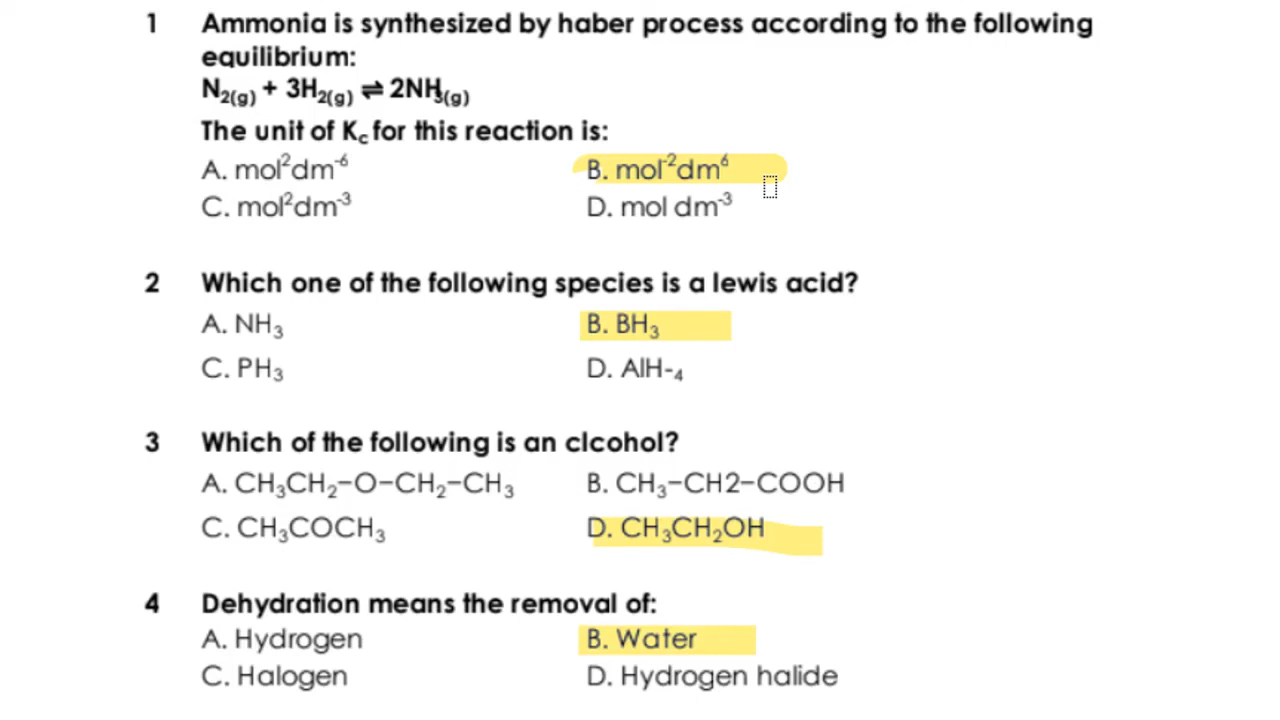 1 Ammonia is synthesized by haber process according to the following
equilibrium:
N₂(g) + 3H₂(g) ⇌ 2NH₃(g)
The unit of Kc for this reaction is:
A. mol²dm⁻⁶ B. mol⁻²dm⁶
C. mol²dm⁻³ D. mol dm⁻³
2 Which one of the following species is a lewis acid?
A. NH₃ B. BH₃
C. PH₃ D. AlH-₄
3 Which of the following is an clcohol?
A. CH₃CH₂–O–CH₂–CH₃ B. CH₃–CH2–COOH
C. CH₃COCH₃ D. CH₃CH₂OH
4 Dehydration means the removal of:
A. Hydrogen B. Water
C. Halogen D. Hydrogen halide